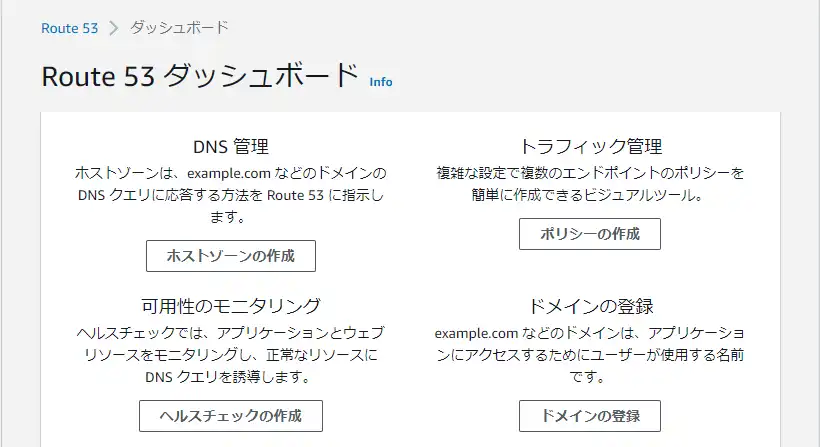 Route 53 > ダッシュボード
Route 53 ダッシュボード Info
DNS 管理
ホストゾーンは、example.com などのドメインの
DNS クエリに応答する方法を Route 53 に指示し
ます。
ホストゾーンの作成
トラフィック管理
複雑な設定で複数のエンドポイントのポリシーを
簡単に作成できるビジュアルツール。
ポリシーの作成
可用性のモニタリング
ヘルスチェックでは、アプリケーションとウェブ
リソースをモニタリングし、正常なリソースに
DNS クエリを誘導します。
ヘルスチェックの作成
ドメインの登録
example.com などのドメインは、アプリケーショ
ンにアクセスするためにユーザーが使用する名前
です。
ドメインの登録